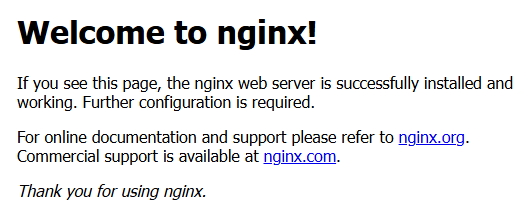 Welcome to nginx!
If you see this page, the nginx web server is successfully installed and
working. Further configuration is required.
For online documentation and support please refer to nginx.org.
Commercial support is available at nginx.com.
Thank you for using nginx.